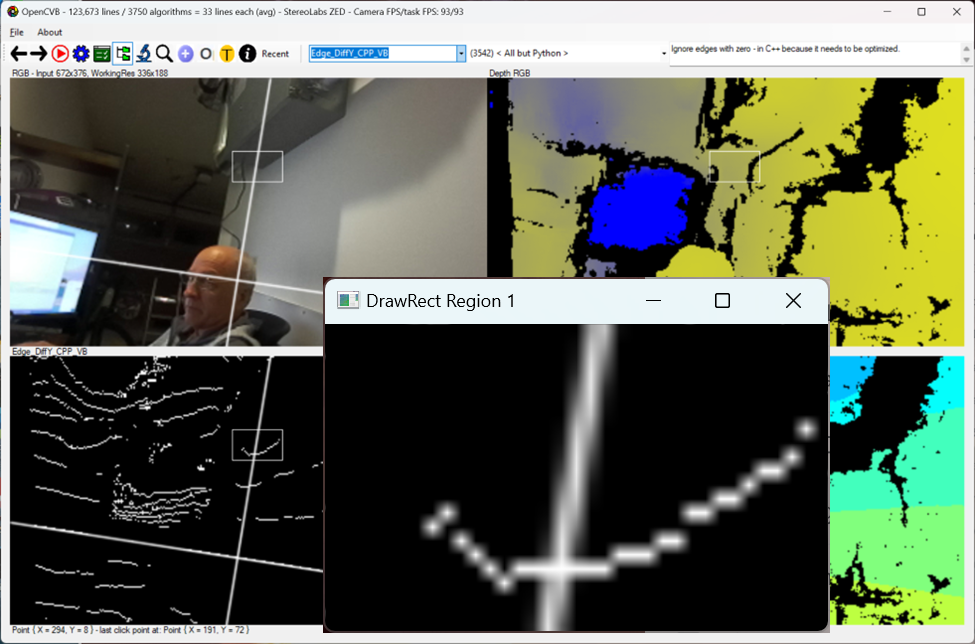 OpenCVB - 123,673 lines / 3750 algorithms = 33 lines each (avg) - StereoLabs ZED - Camera FPS/task FPS: 93/93
File About
T i Recent Edge_DiffY_CPP_VB (3542) < All but Python > Ignore edges with zero - in C++ because it needs to be optimized.
RGB - Input 672x376, WorkingRes 336x188 Depth RGB
DrawRect Region 1
Edge_DiffY_CPP_VB
Point { X = 294, Y = 8 } - last click point at: Point { X = 191, Y = 72 }